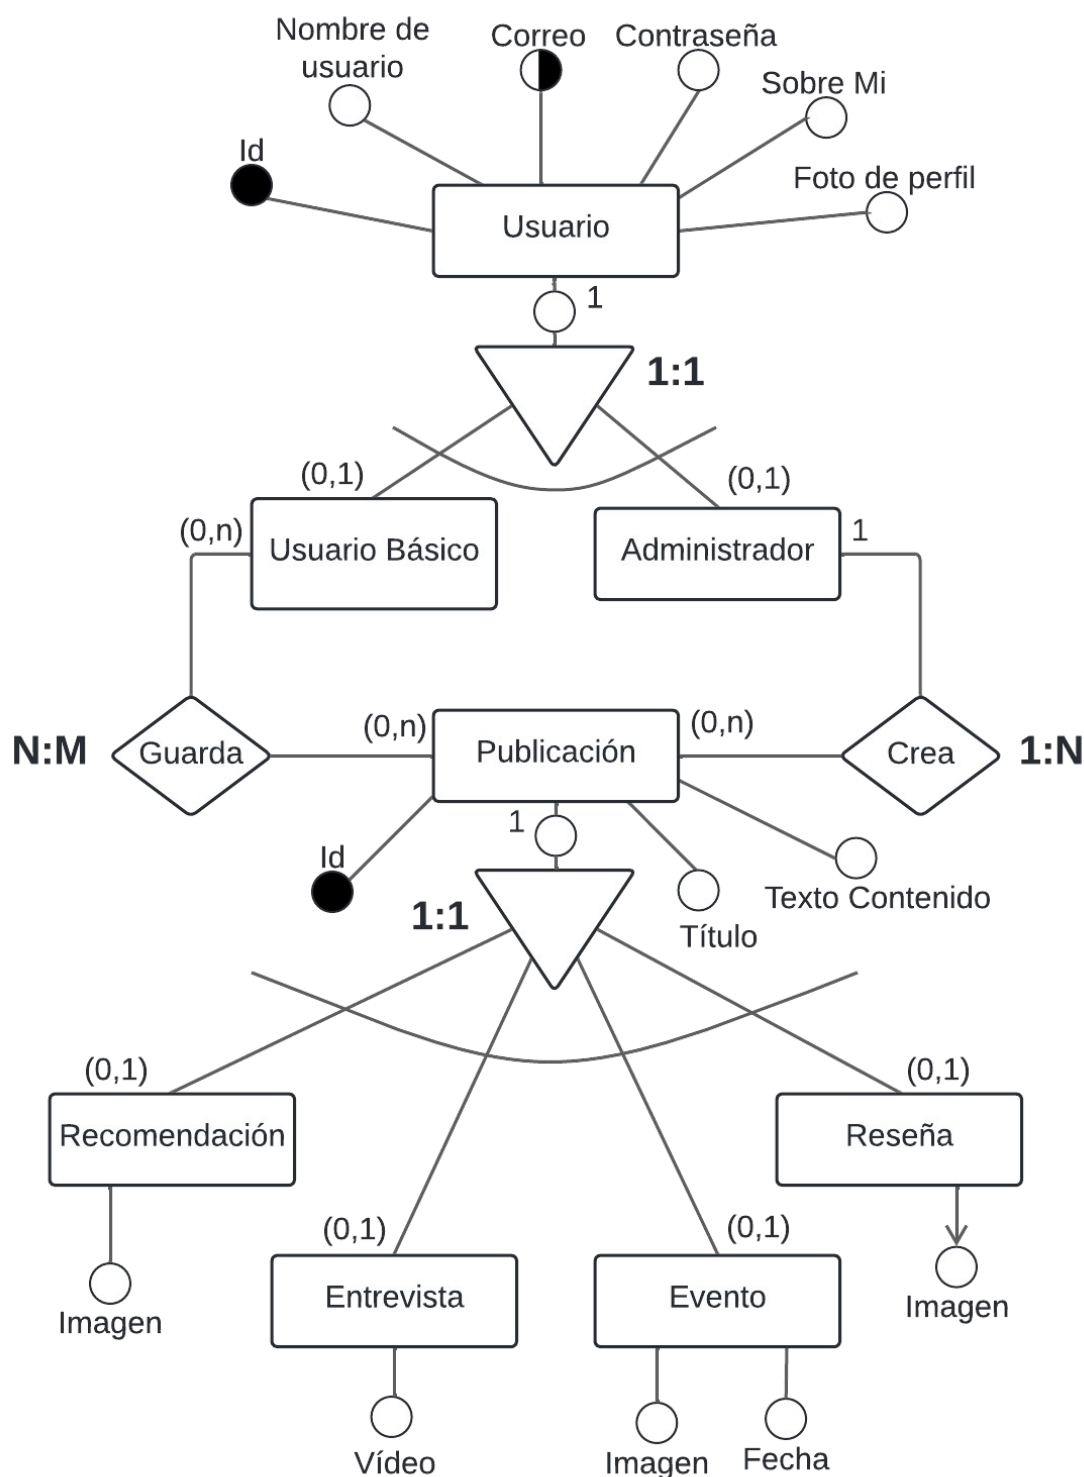 Nombre de
usuario
Correo
Contraseña
Sobre Mi
Id
Foto de perfil
Usuario
1
1:1
(0,1)
(0,1)
(0,n)
Usuario Básico
Administrador
1
(0,n)
(0,n)
N:M
Guarda
Publicación
Crea
1:N
1
Id
Texto Contenido
1:1
Título
(0,1)
(0,1)
Recomendación
Reseña
(0,1)
(0,1)
Entrevista
Evento
Imagen
Imagen
Vídeo
Imagen
Fecha